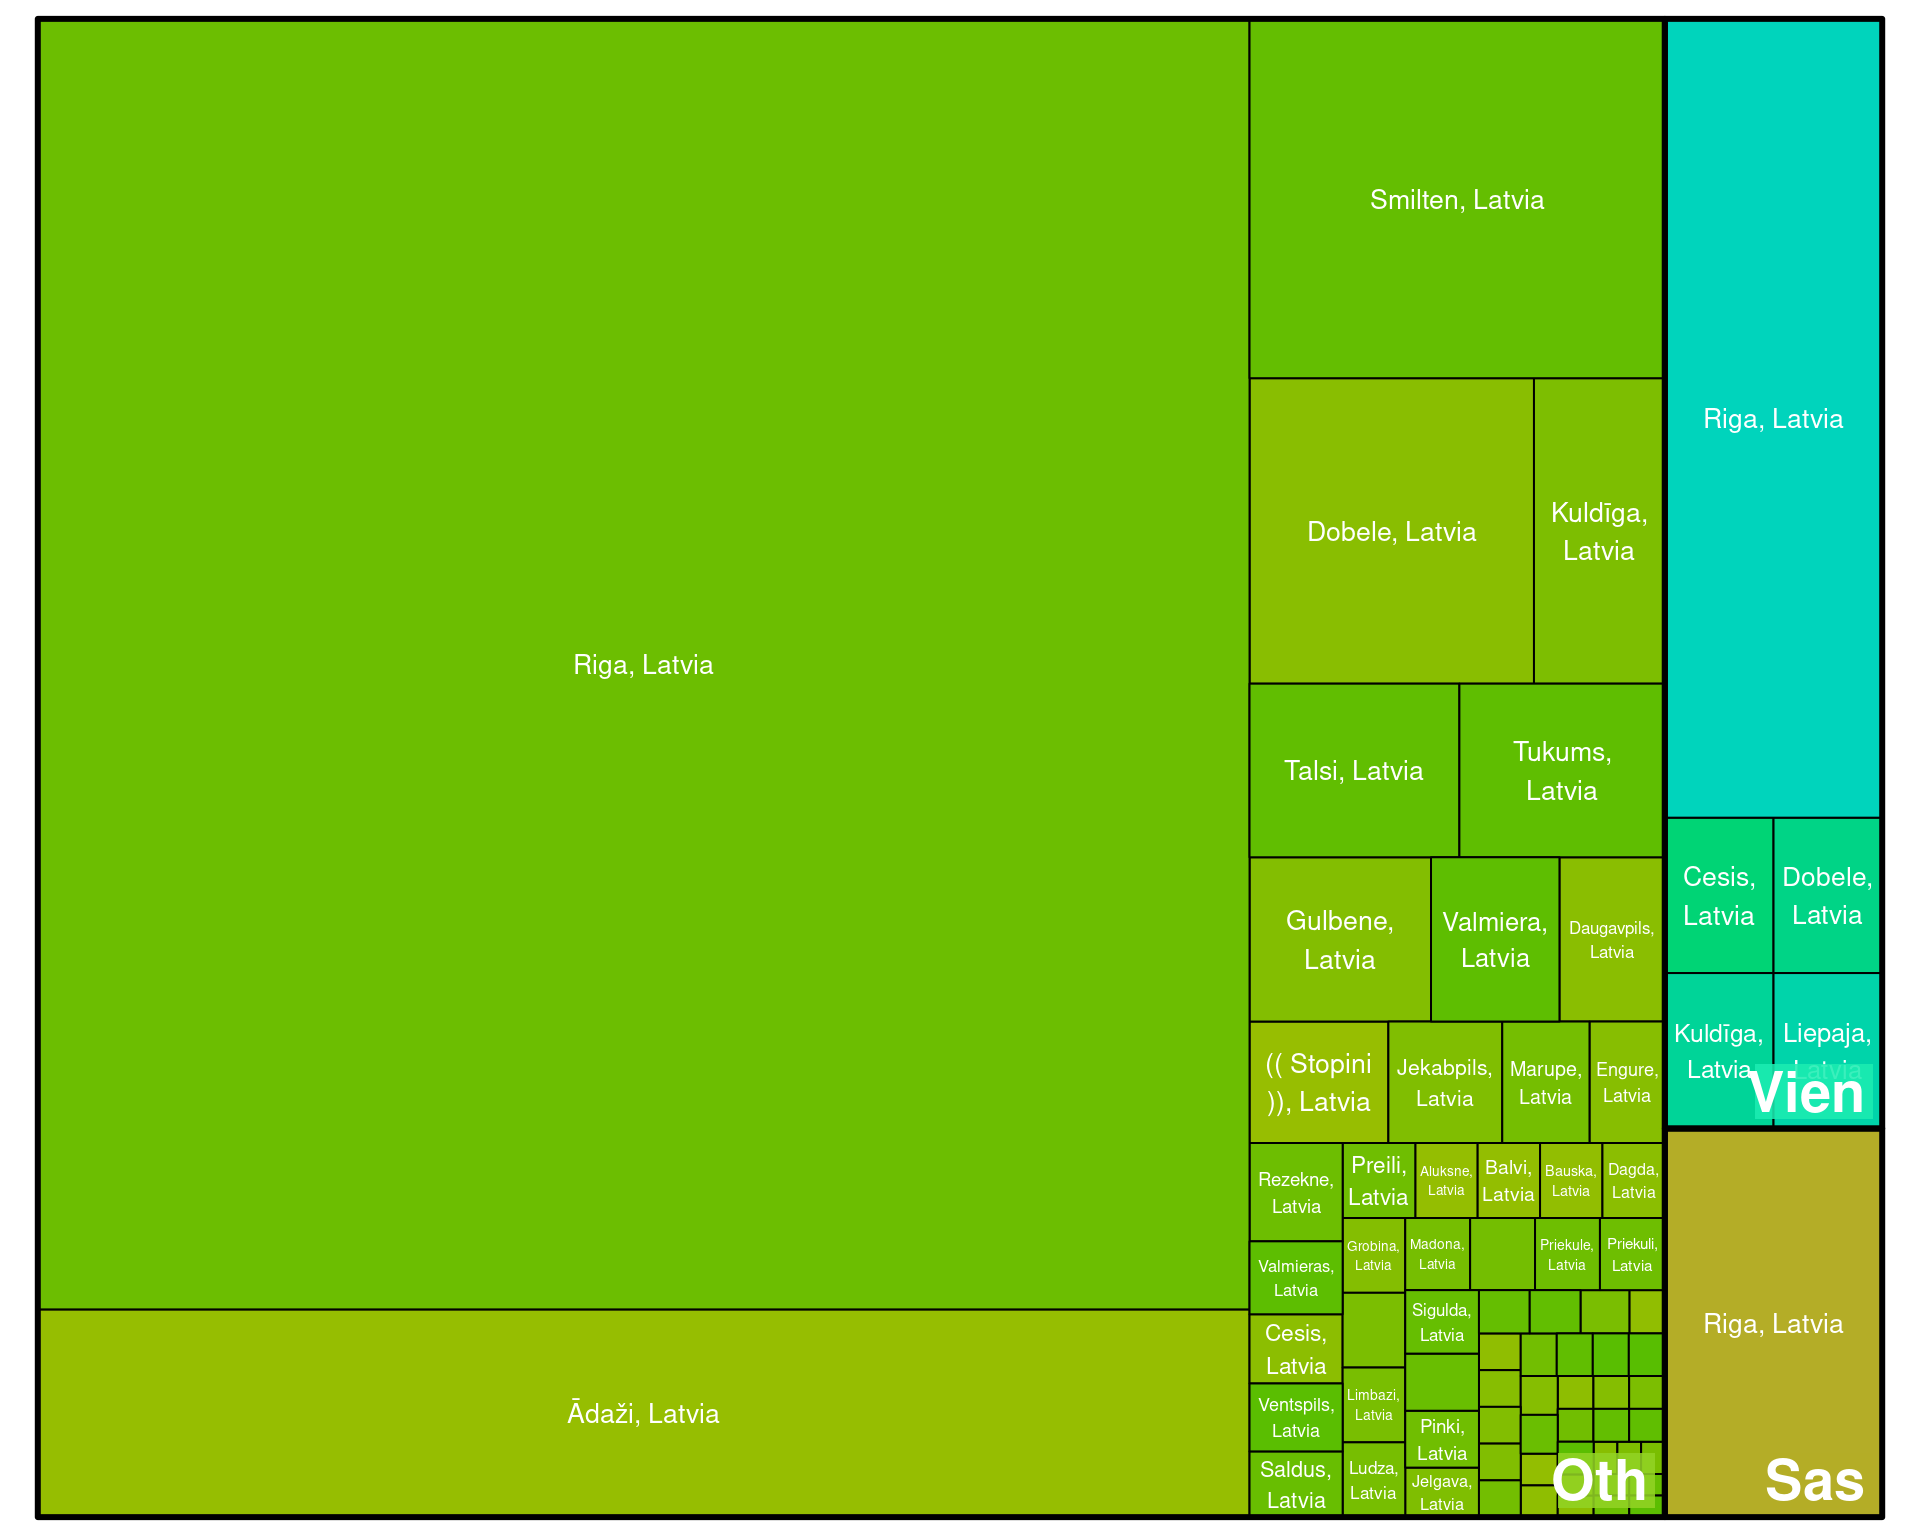 Riga, Latvia
Ādaži, Latvia
Smilten, Latvia
Dobele, Latvia
Kuldīga,
Latvia
Talsi, Latvia
Tukums,
Latvia
Gulbene,
Latvia
Valmiera,
Latvia
Daugavpils,
Latvia
(( Stopini
)), Latvia
Jekabpils,
Latvia
Marupe,
Latvia
Engure,
Latvia
Rezekne,
Latvia
Preili,
Latvia
Aluksne,
Latvia
Balvi,
Latvia
Bauska,
Latvia
Dagda,
Latvia
Grobina,
Latvia
Madona,
Latvia
Priekule,
Latvia
Priekuli,
Latvia
Valmieras,
Latvia
Sigulda,
Latvia
Cesis,
Latvia
Limbazi,
Latvia
Ventspils,
Latvia
Pinki,
Latvia
Saldus,
Latvia
Ludza,
Latvia
Jelgava,
Latvia
Oth
Riga, Latvia
Cesis,
Latvia
Dobele,
Latvia
Kuldīga,
Latvia
Liepaja,
Latvia
Vien
Riga, Latvia
Sas